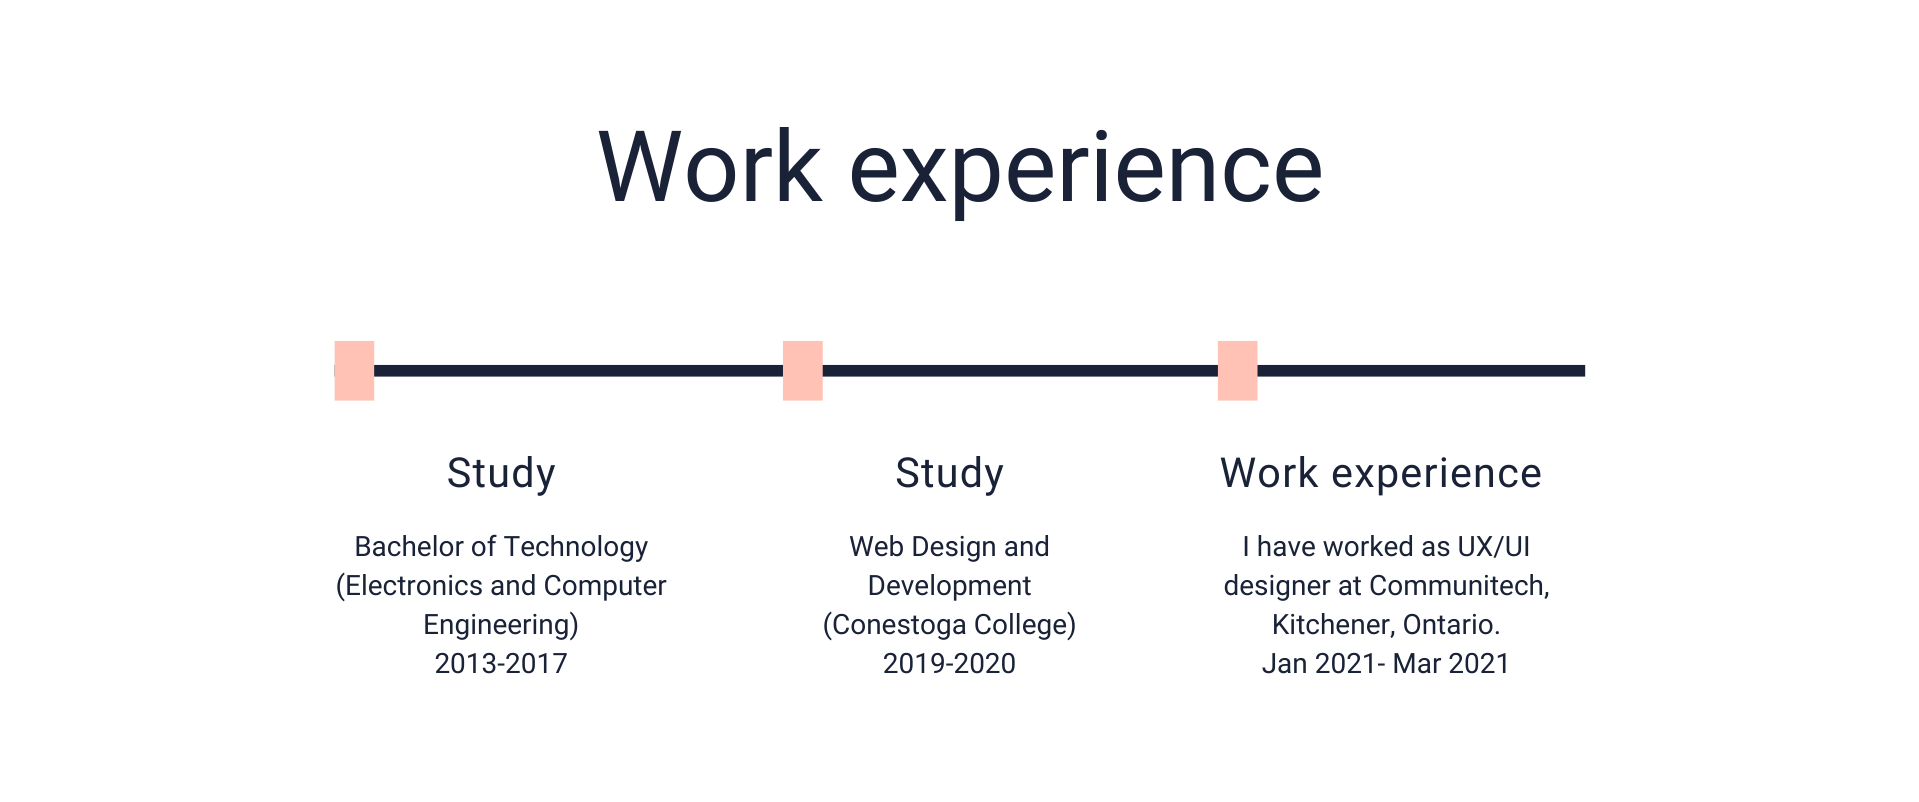 Work experience
Study
Bachelor of Technology
(Electronics and Computer
Engineering)
2013-2017
Study
Web Design and
Development
(Conestoga College)
2019-2020
Work experience
I have worked as UX/UI
designer at Communitech,
Kitchener, Ontario.
Jan 2021- Mar 2021